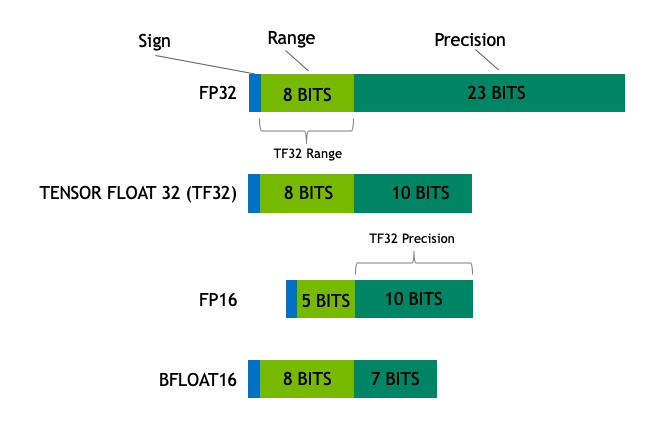 Sign
Range
Precision
FP32
8 BITS
23 BITS
TF32 Range
TENSOR FLOAT 32 (TF32)
8 BITS
10 BITS
TF32 Precision
FP16
5 BITS
10 BITS
BFLOAT16
8 BITS
7 BITS